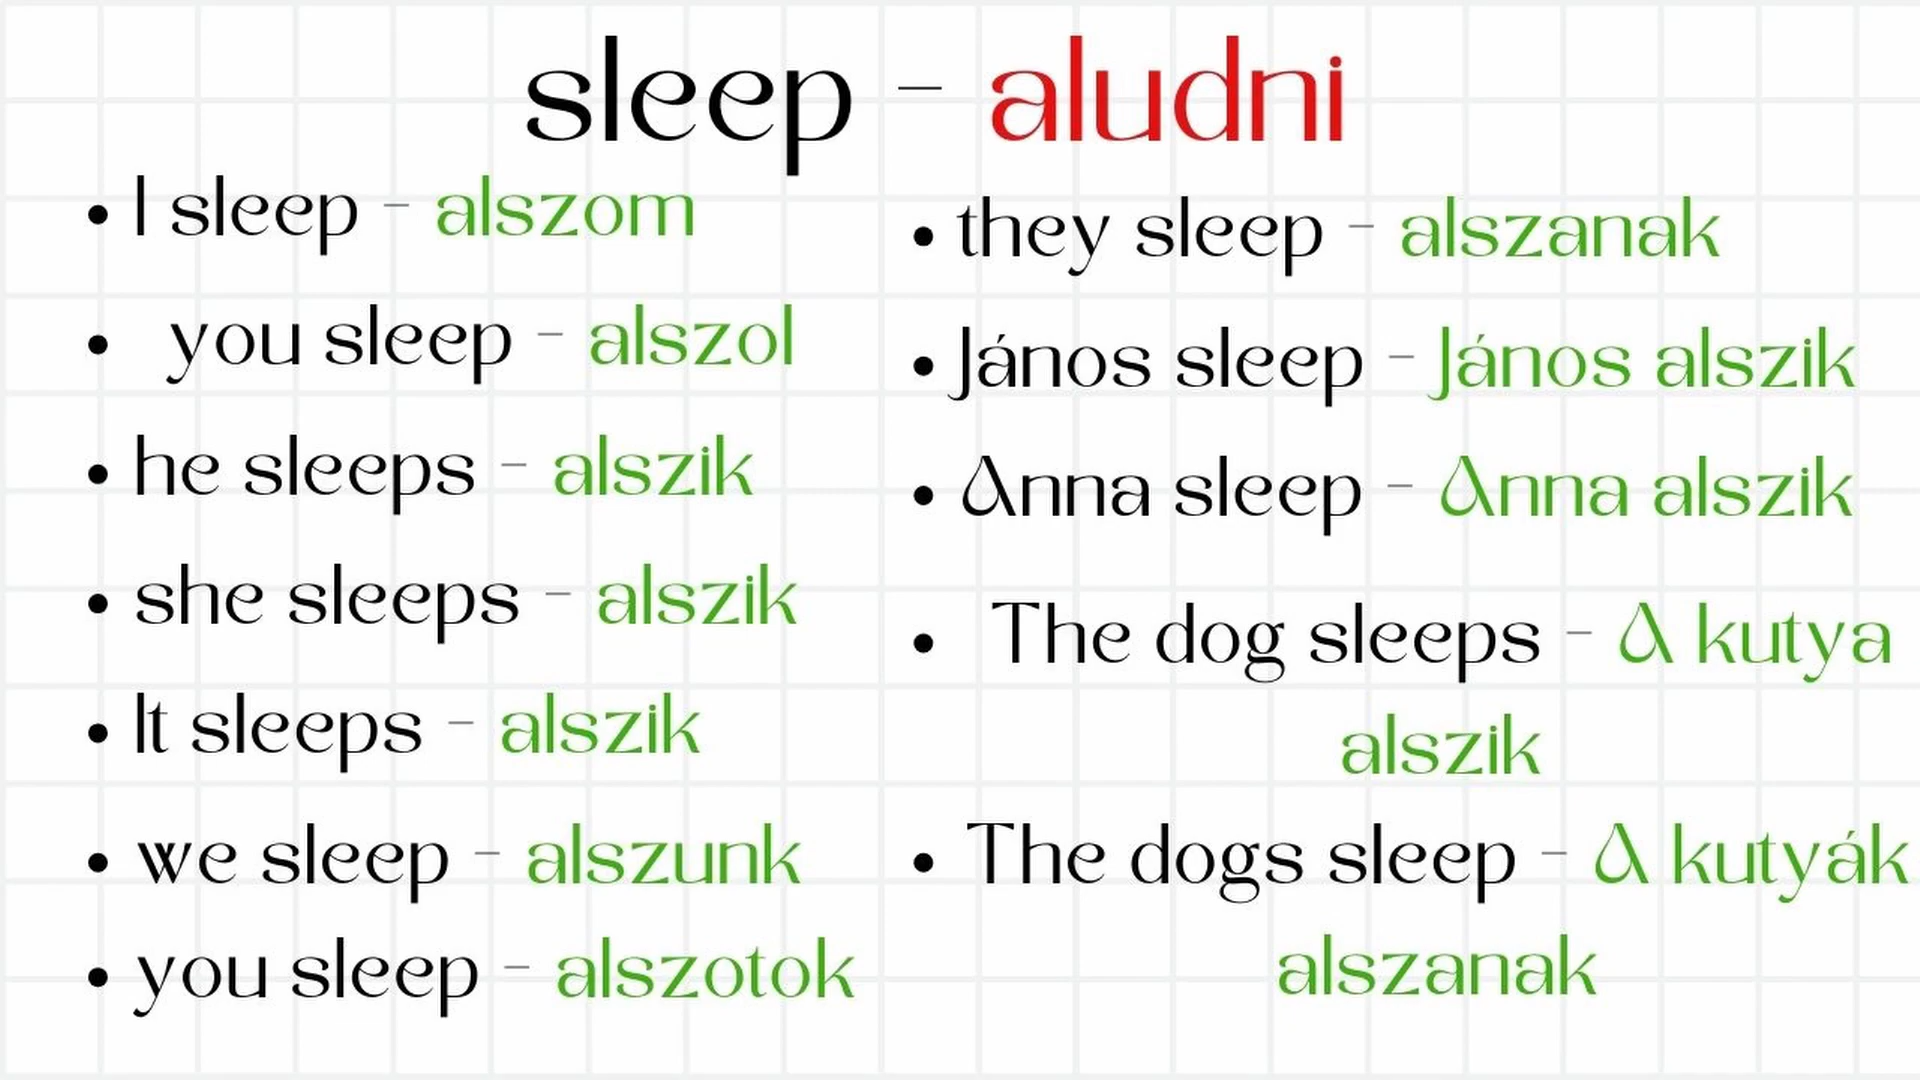 sleep - aludni
• I sleep - alszom
• you sleep - alszol
• he sleeps - alszik
• she sleeps - alszik
• It sleeps - alszik
• we sleep - alszunk
• you sleep - alszotok
• they sleep - alszanak
• János sleep - János alszik
• Anna sleep - Anna alszik
• The dog sleeps - A kutya
alszik
• The dogs sleep - A kutyák
alszanak